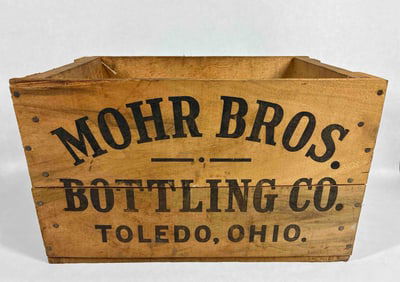 MOHR BROS.
BOTTLING CO.
TOLEDO, OHIO.